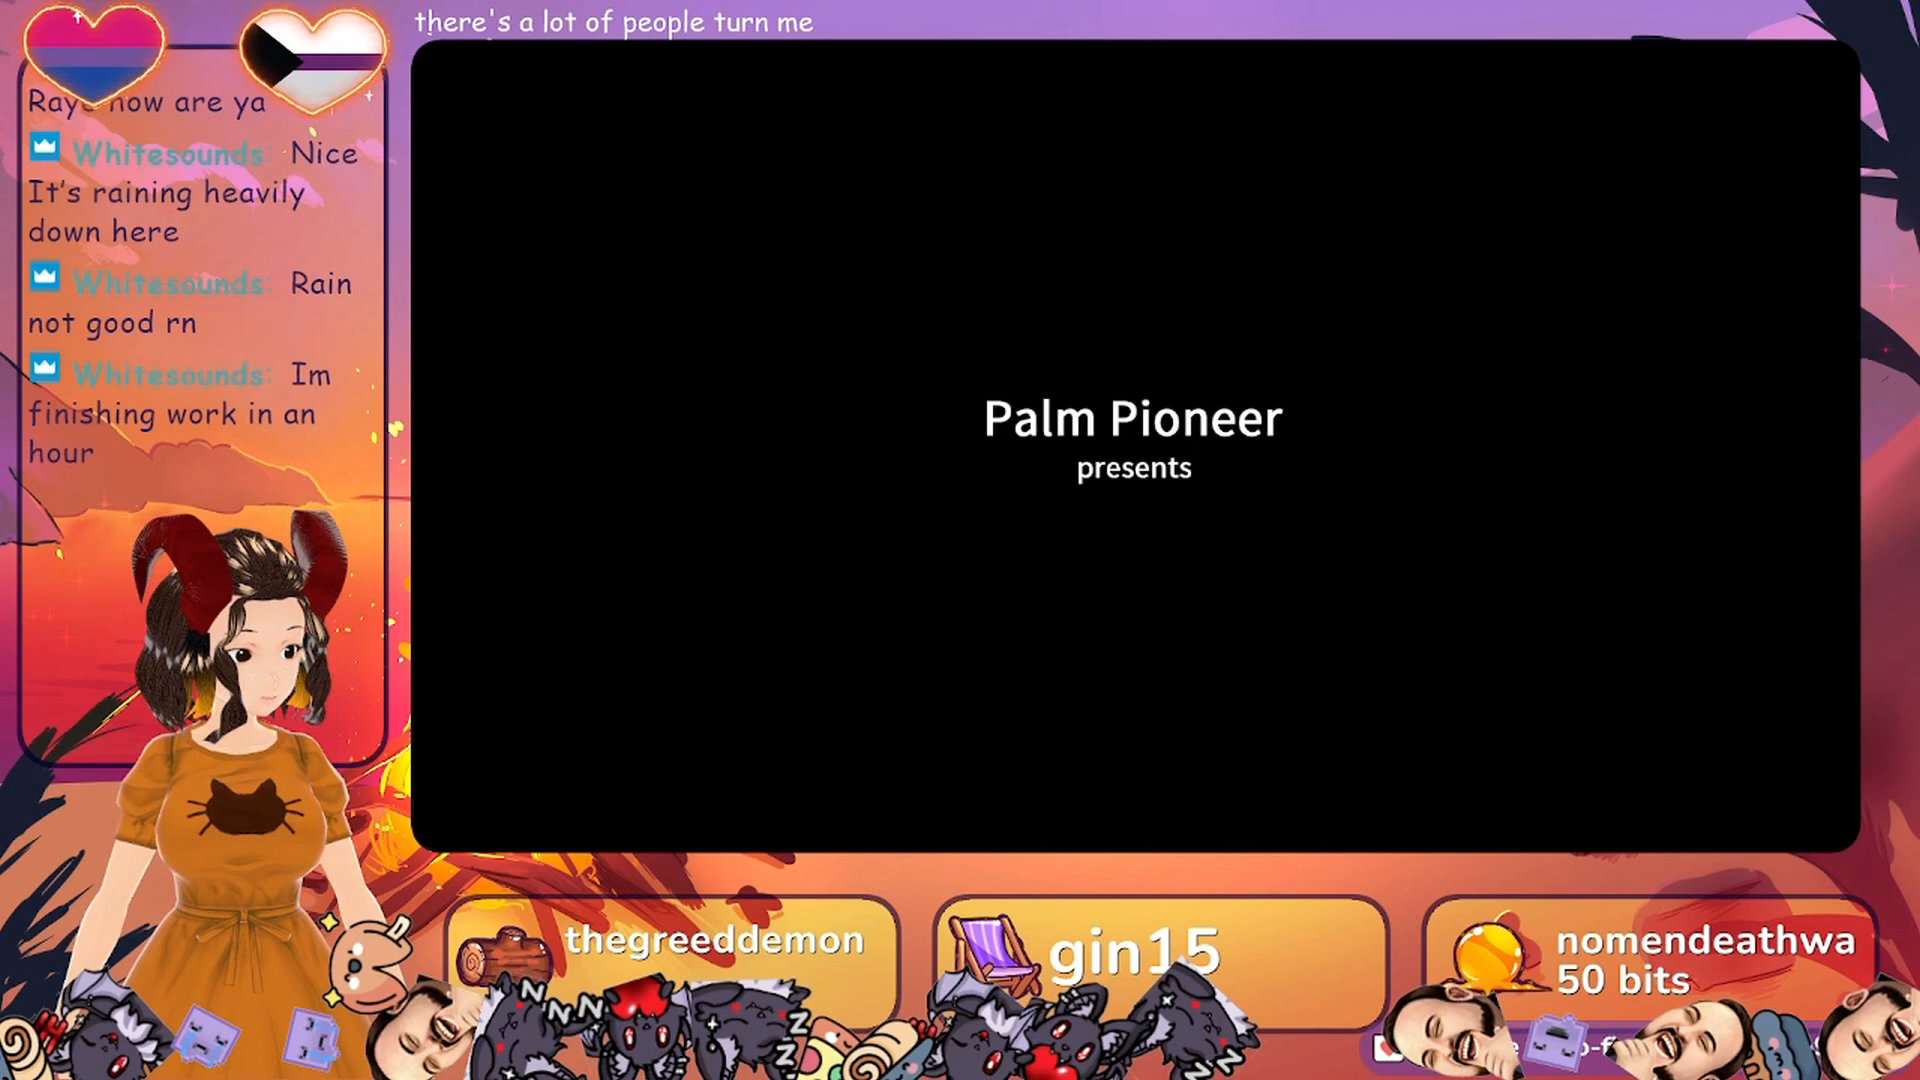 there's a lot of people turn me
how are ya
Whitesounds: Nice
It's raining heavily
down here
Whitesounds: Rain
not good rn
Whitesounds: Im
finishing work in an
hour
Palm Pioneer
presents
thegreeddemon
gin15
nomendeathwa
50 bits
N
N
N
N
N
Z
Z
Z